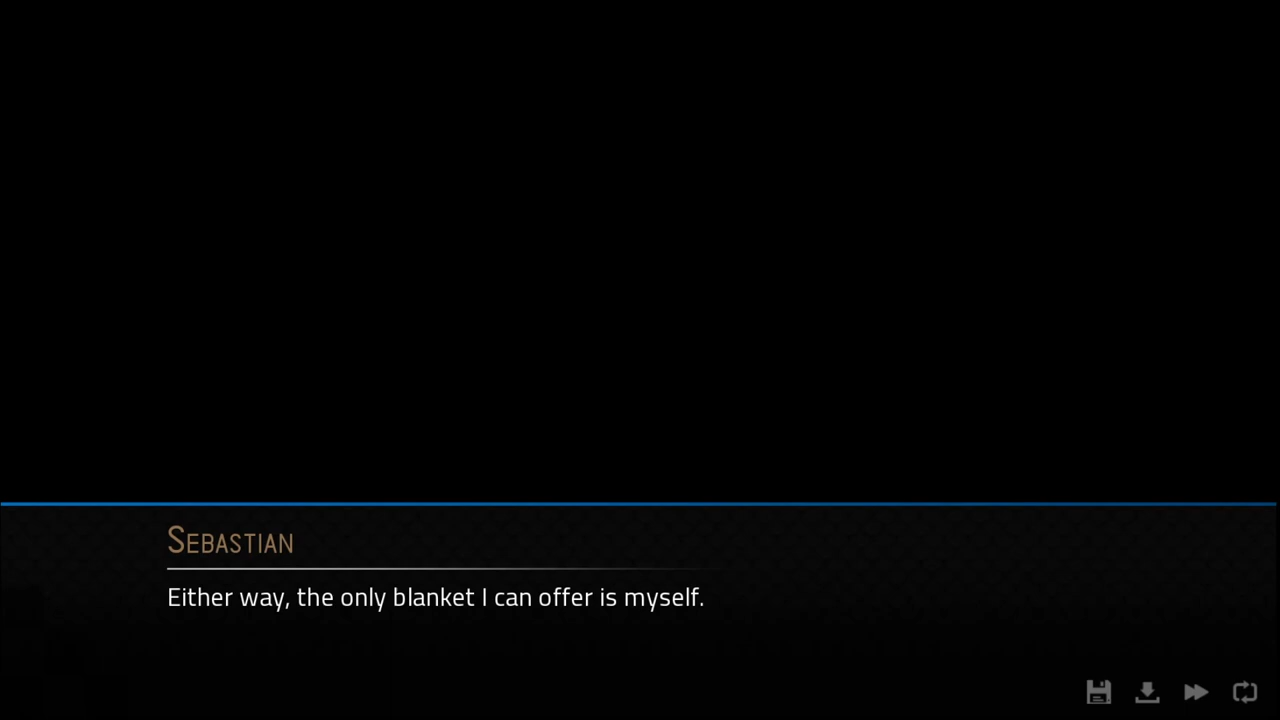 Sebastian
Either way, the only blanket I can offer is myself.